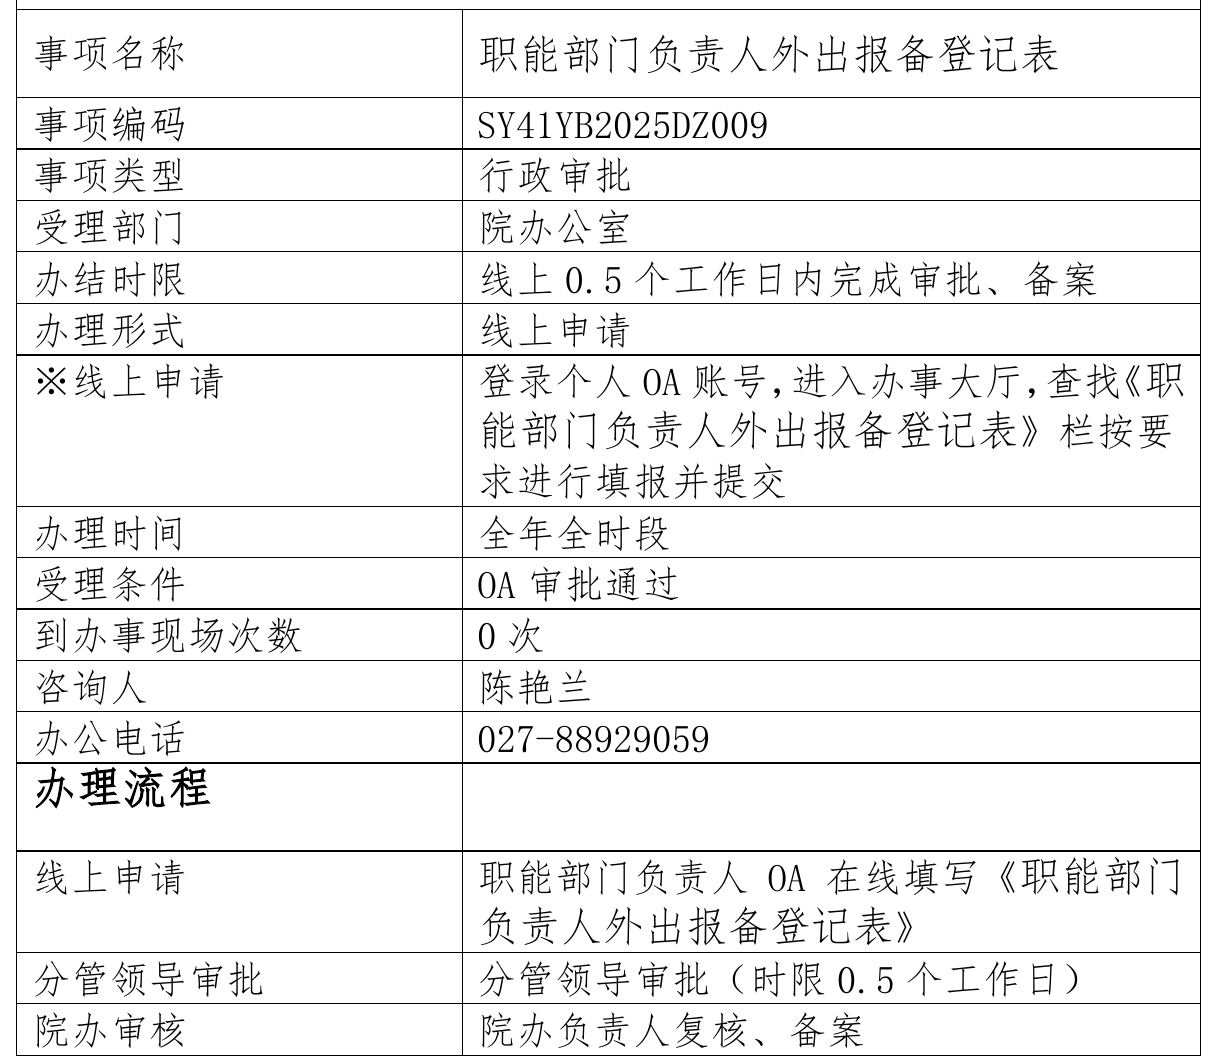 事项名称 职能部门负责人外出报备登记表
事项编码 SY41YB2025DZ009
事项类型 行政审批
受理部门 院办公室
办结时限 线上 0.5 个工作日内完成审批、备案
办理形式 线上申请
※线上申请 登录个人 OA 账号,进入办事大厅,查找《职
能部门负责人外出报备登记表》栏按要
求进行填报并提交
办理时间 全年全时段
受理条件 OA 审批通过
到办事现场次数 0 次
咨询人 陈艳兰
办公电话 027-88929059
办理流程
线上申请 职能部门负责人 OA 在线填写《职能部门
负责人外出报备登记表》
分管领导审批 分管领导审批（时限 0.5 个工作日）
院办审核 院办负责人复核、备案